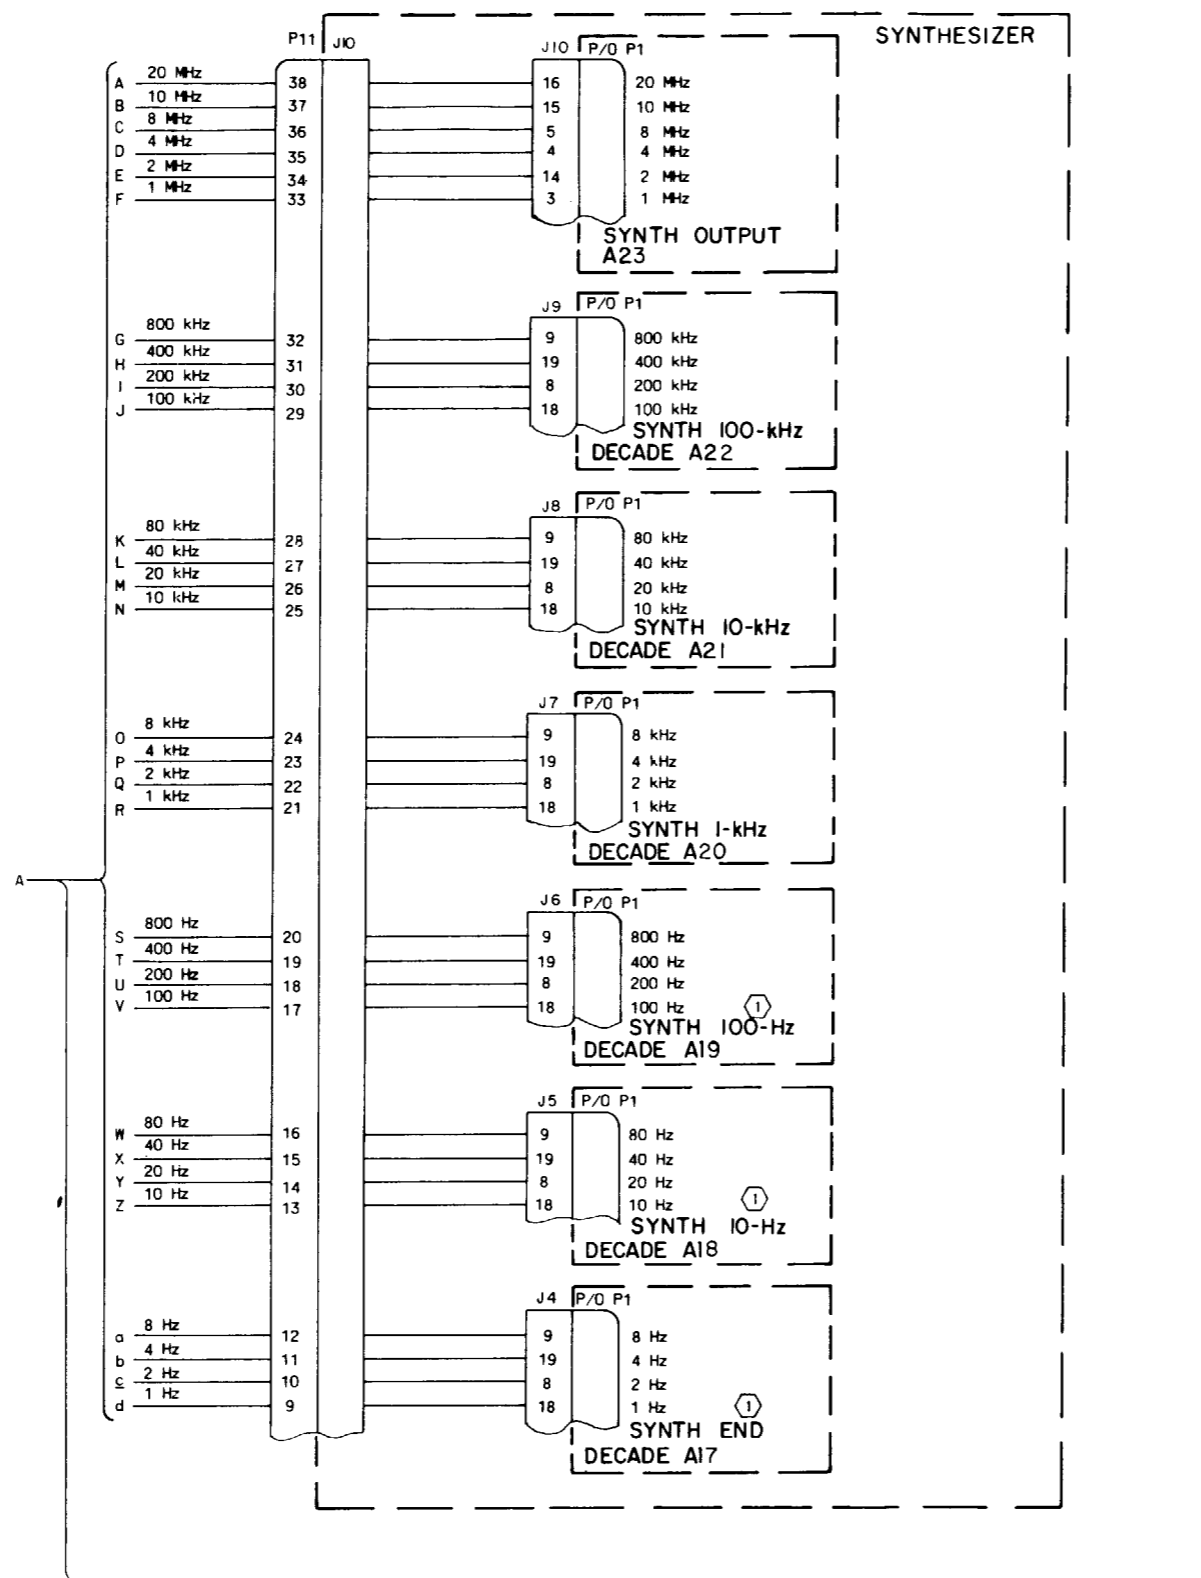 SYNTHESIZER
P11 J10
J10 P/O P1
A 20 MHz 38 16 20 MHz
B 10 MHz 37 15 10 MHz
C 8 MHz 36 5 8 MHz
D 4 MHz 35 4 4 MHz
E 2 MHz 34 14 2 MHz
F 1 MHz 33 3 1 MHz
SYNTH OUTPUT
A23
J9 P/O P1
G 800 kHz 32 9 800 kHz
H 400 kHz 31 19 400 kHz
I 200 kHz 30 8 200 kHz
J 100 kHz 29 18 100 kHz
SYNTH 100-kHz
DECADE A22
J8 P/O P1
K 80 kHz 28 9 80 kHz
L 40 kHz 27 19 40 kHz
M 20 kHz 26 8 20 kHz
N 10 kHz 25 18 10 kHz
SYNTH 10-kHz
DECADE A21
J7 P/O P1
O 8 kHz 24 9 8 kHz
P 4 kHz 23 19 4 kHz
Q 2 kHz 22 8 2 kHz
R 1 kHz 21 18 1 kHz
SYNTH 1-kHz
DECADE A20
A
J6 P/O P1
S 800 Hz 20 9 800 Hz
T 400 Hz 19 19 400 Hz
U 200 Hz 18 8 200 Hz
V 100 Hz 17 18 100 Hz 1
SYNTH 100-Hz
DECADE A19
J5 P/O P1
W 80 Hz 16 9 80 Hz
X 40 Hz 15 19 40 Hz
Y 20 Hz 14 8 20 Hz
Z 10 Hz 13 18 10 Hz 1
SYNTH 10-Hz
DECADE A18
J4 P/O P1
a 8 Hz 12 9 8 Hz
b 4 Hz 11 19 4 Hz
c 2 Hz 10 8 2 Hz
d 1 Hz 9 18 1 Hz 1
SYNTH END
DECADE A17